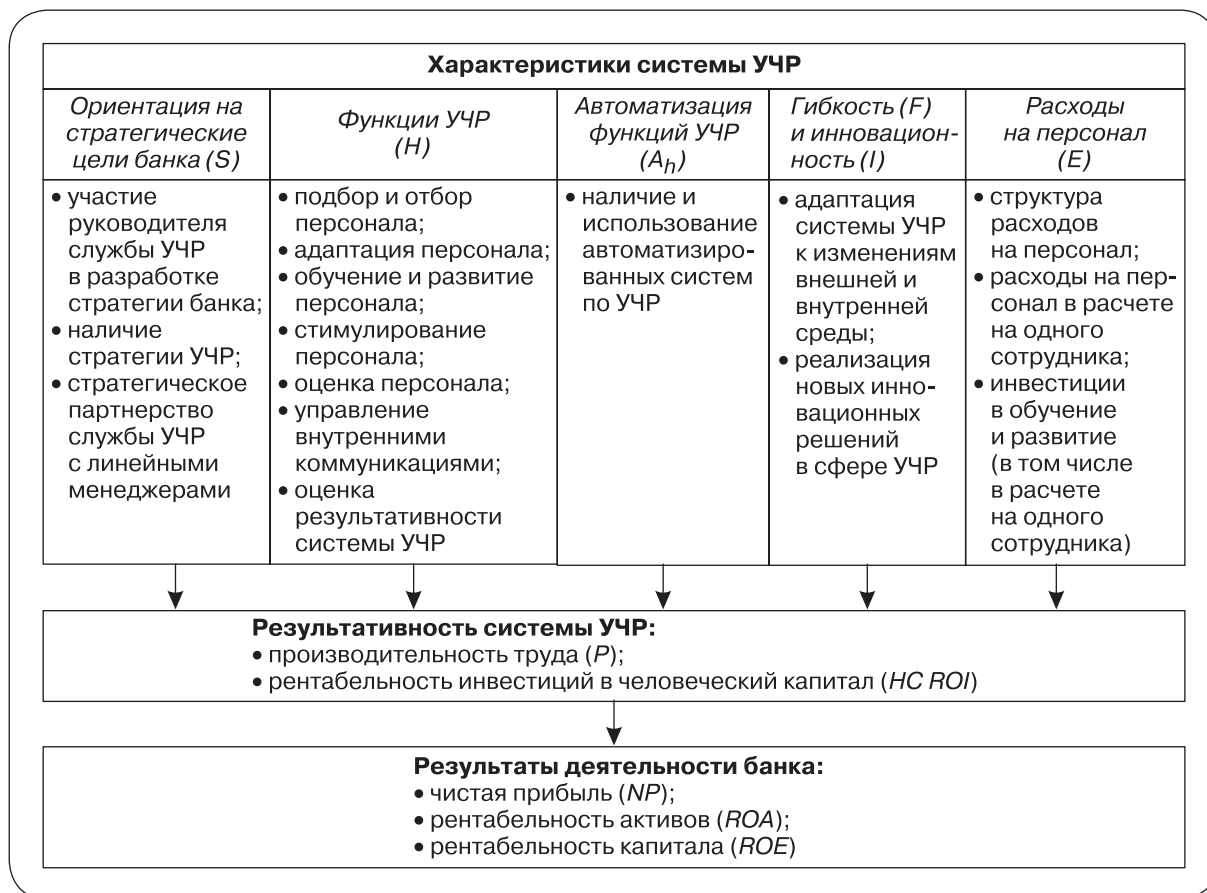 Характеристики системы УЧР
Ориентация на
стратегические
цели банка (S)
Функции УЧР
(H)
Автоматизация
функций УЧР
(Ah)
Гибкость (F)
и инновацион-
ность (I)
Расходы
на персонал
(E)
• участие
руководителя
службы УЧР
в разработке
стратегии банка;
• наличие
стратегии УЧР;
• стратегическое
партнерство
службы УЧР
с линейными
менеджерами
• подбор и отбор
персонала;
• адаптация персонала;
• обучение и развитие
персонала;
• стимулирование
персонала;
• оценка персонала;
• управление
внутренними
коммуникациями;
• оценка
результативности
системы УЧР
• наличие и
использование
автоматизиро-
ванных систем
по УЧР
• адаптация
системы УЧР
к изменениям
внешней и
внутренней
среды;
• реализация
новых инно-
вационных
решений
в сфере УЧР
• структура
расходов
на персонал;
• расходы на пер-
сонал в расчете
на одного
сотрудника;
• инвестиции
в обучение
и развитие
(в том числе
в расчете
на одного
сотрудника)
Результативность системы УЧР:
• производительность труда (P);
• рентабельность инвестиций в человеческий капитал (HC ROI)
Результаты деятельности банка:
• чистая прибыль (NP);
• рентабельность активов (ROA);
• рентабельность капитала (ROE)